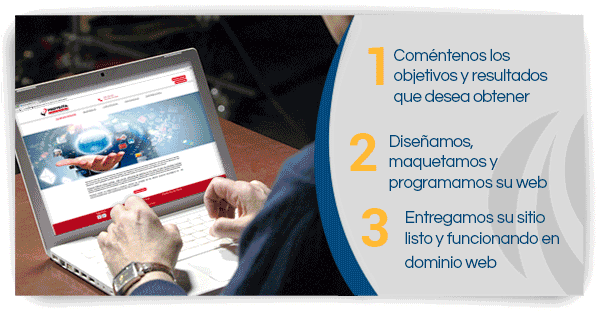 1 Coméntenos los
objetivos y resultados
que desea obtener
2 Diseñamos,
maquetamos y
programamos su web
3 Entregamos su sitio
listo y funcionando en
dominio web